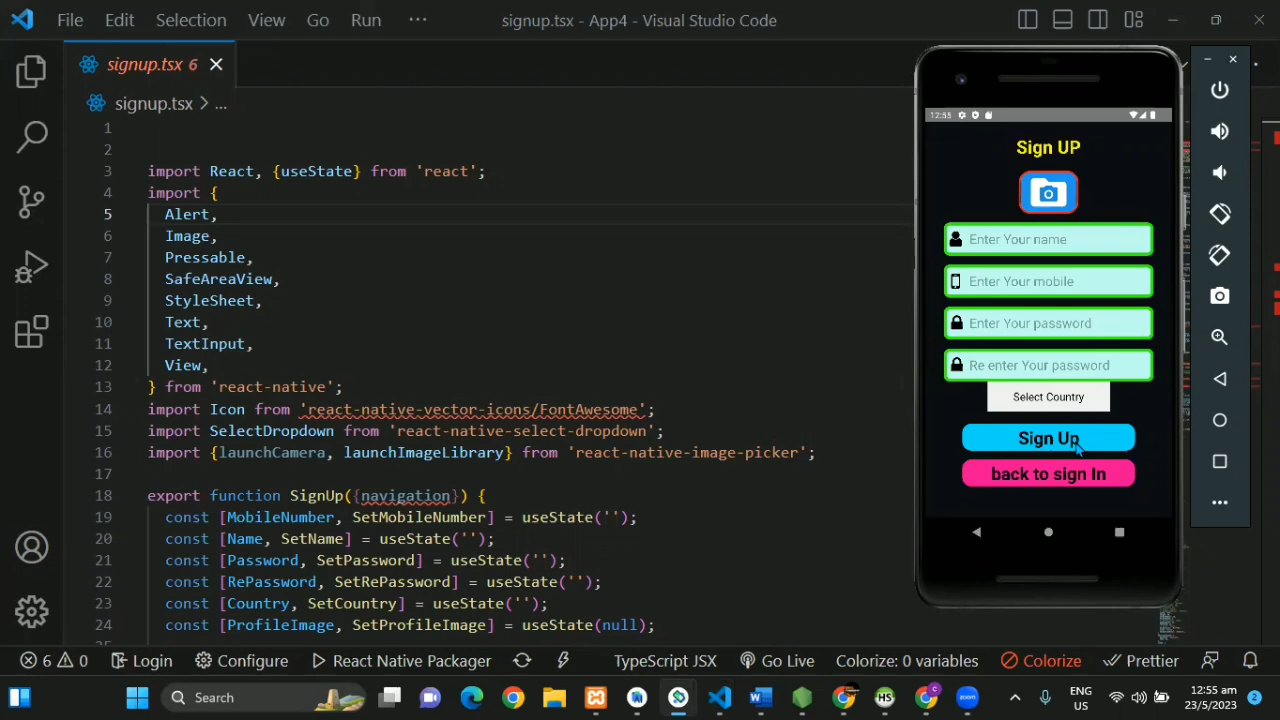 File Edit Selection View Go Run ··· signup.tsx - App4 - Visual Studio Code
signup.tsx 6
signup.tsx > ...
1
2
3 import React, {useState} from 'react';
4 import {
5 Alert,
6 Image,
7 Pressable,
8 SafeAreaView,
9 StyleSheet,
10 Text,
11 TextInput,
12 View,
13 } from 'react-native';
14 import Icon from 'react-native-vector-icons/FontAwesome';
15 import SelectDropdown from 'react-native-select-dropdown';
16 import {launchCamera, launchImageLibrary} from 'react-native-image-picker';
17
18 export function SignUp({navigation}) {
19 const [MobileNumber, SetMobileNumber] = useState('');
20 const [Name, SetName] = useState('');
21 const [Password, SetPassword] = useState('');
22 const [RePassword, SetRePassword] = useState('');
23 const [Country, SetCountry] = useState('');
24 const [ProfileImage, SetProfileImage] = useState(null);
12:55
Sign UP
Enter Your name
Enter Your mobile
Enter Your password
Re enter Your password
Select Country
Sign Up
back to sign In
6 0 Login Configure React Native Packager TypeScript JSX Go Live Colorize: 0 variables Colorize Prettier
Search HS C zoom ENG US 12:55 am 23/5/2023 2